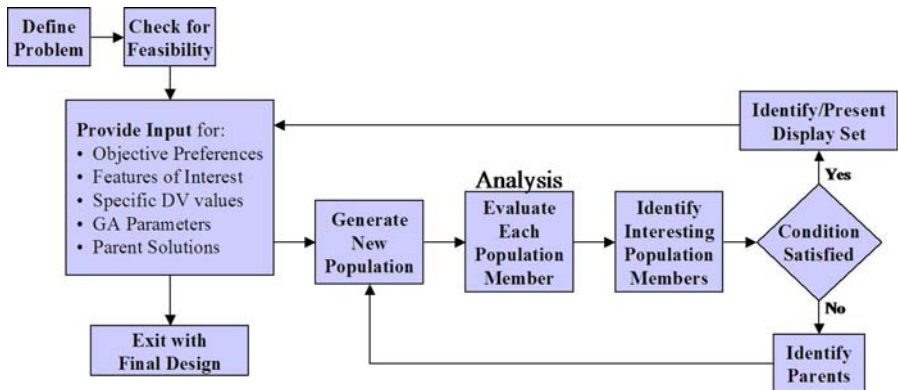 Define
Problem
Check for
Feasibility
Provide Input for:
• Objective Preferences
• Features of Interest
• Specific DV values
• GA Parameters
• Parent Solutions
Exit with
Final Design
Generate
New
Population
Analysis
Evaluate
Each
Population
Member
Identify
Interesting
Population
Members
Condition
Satisfied
Yes
Identify/Present
Display Set
No
Identify
Parents